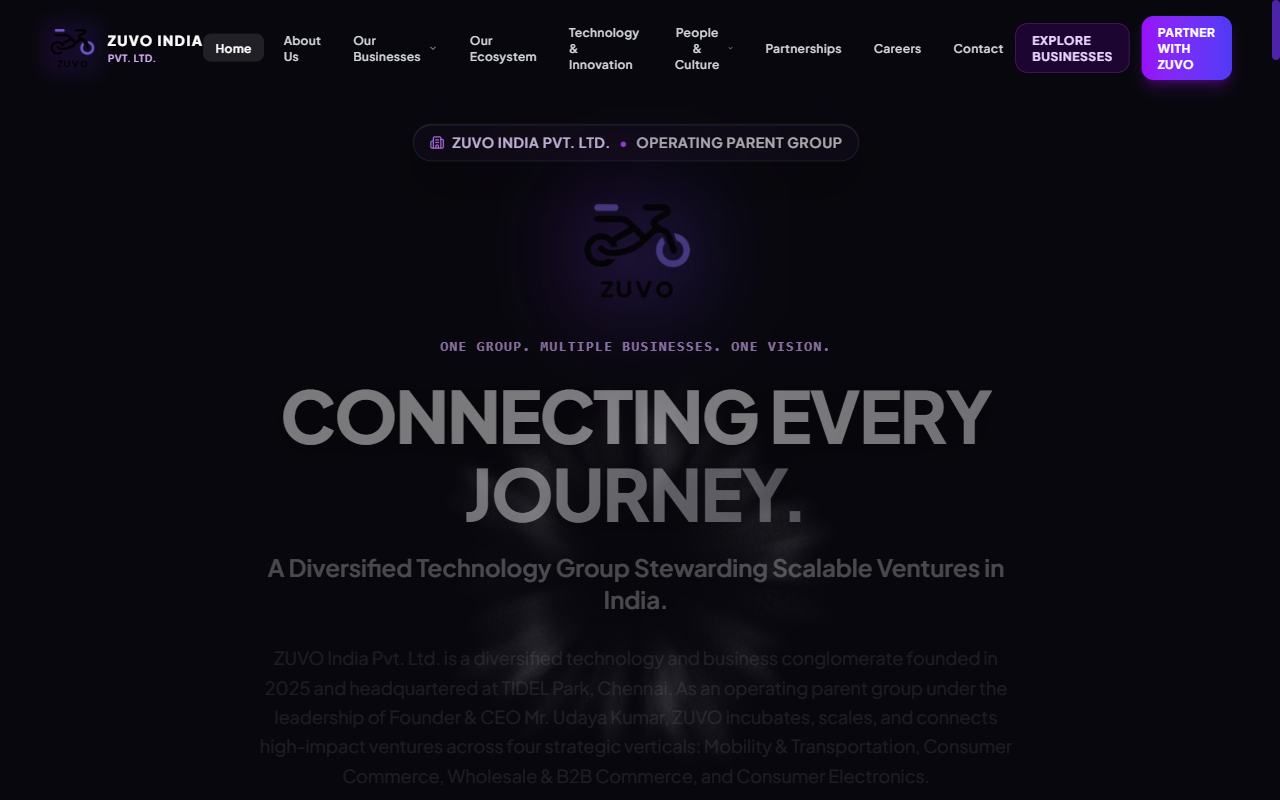 ZUVO
ZUVO INDIA
PVT. LTD.
Home
About
Us
Our
Businesses
Our
Ecosystem
Technology
&
Innovation
People
&
Culture
Partnerships
Careers
Contact
EXPLORE
BUSINESSES
PARTNER
WITH
ZUVO
ZUVO INDIA PVT. LTD. • OPERATING PARENT GROUP
ZUVO
ONE GROUP. MULTIPLE BUSINESSES. ONE VISION.
CONNECTING EVERY
JOURNEY.
A Diversified Technology Group Stewarding Scalable Ventures in
India.
ZUVO India Pvt. Ltd. is a diversified technology and business conglomerate founded in
2025 and headquartered at TIDEL Park, Chennai. As an operating parent group under the
leadership of Founder & CEO Mr. Udaya Kumar, ZUVO incubates, scales, and connects
high-impact ventures across four strategic verticals: Mobility & Transportation, Consumer
Commerce, Wholesale & B2B Commerce, and Consumer Electronics.